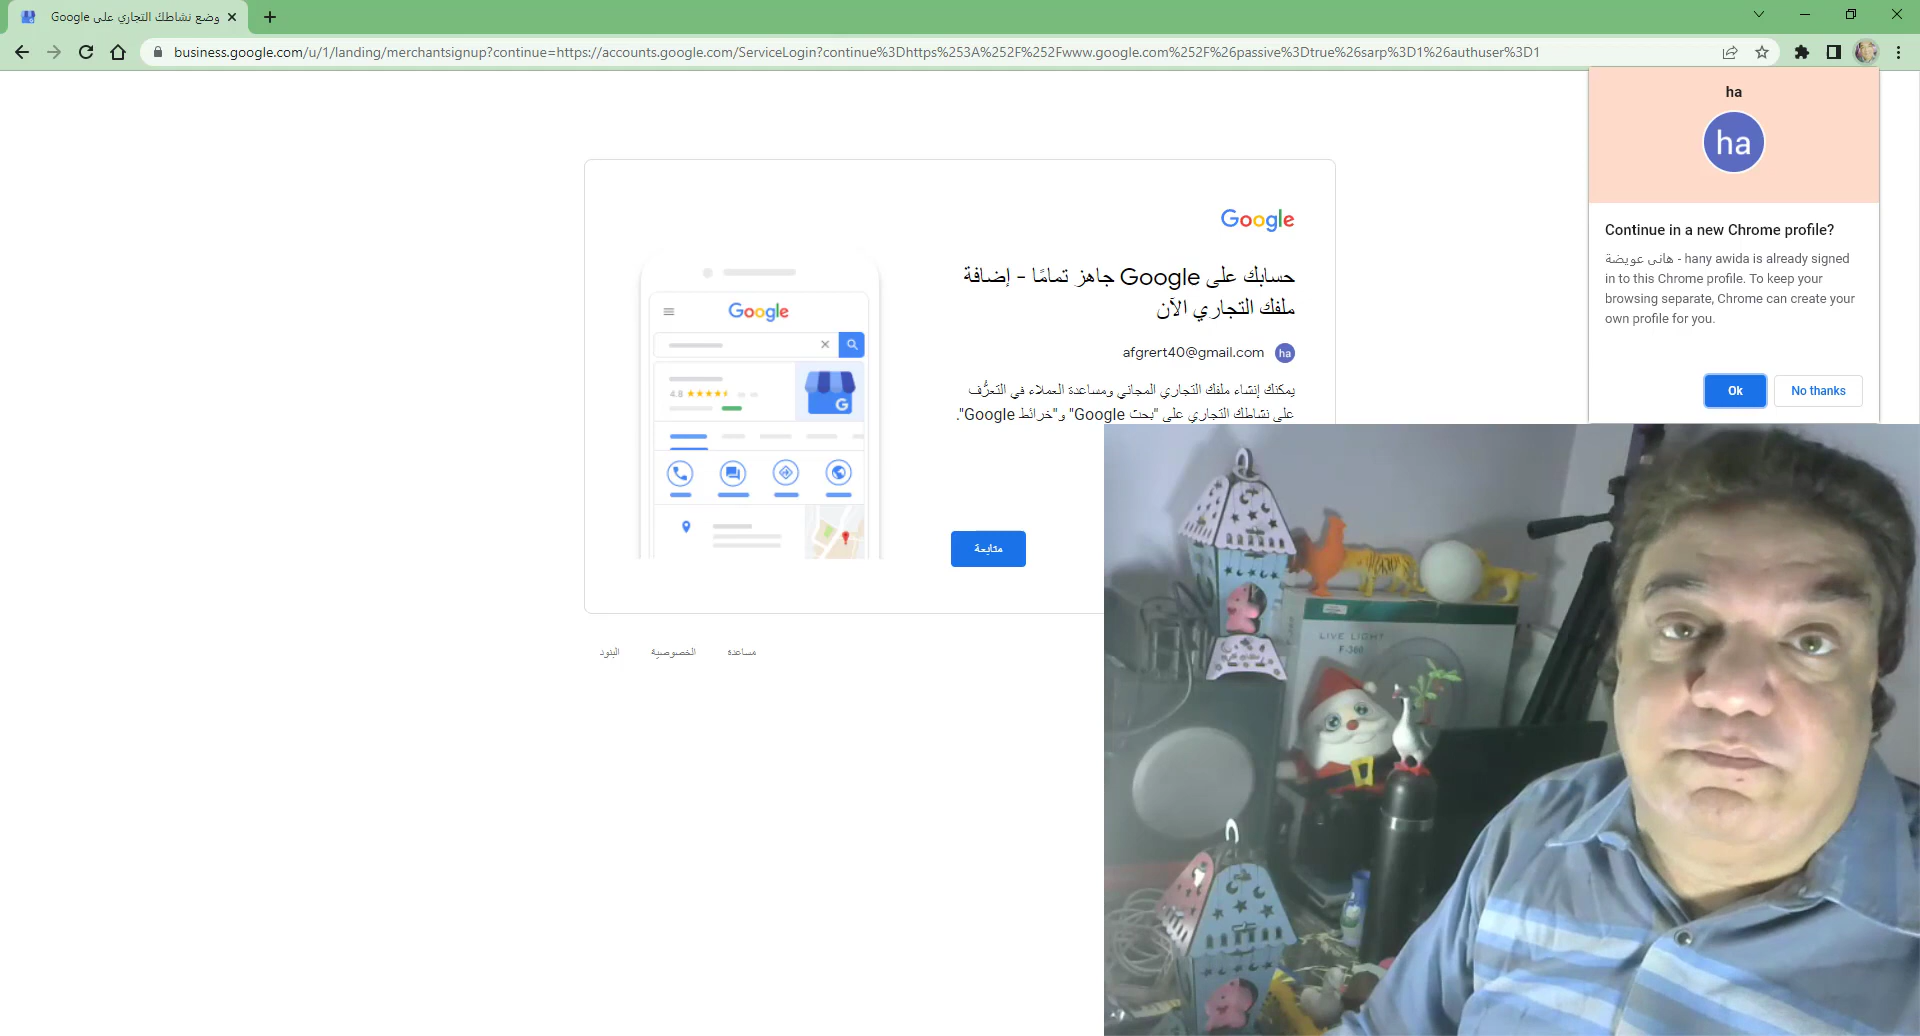 وضع نشاطك التجاري على Google
business.google.com/u/1/landing/merchantsignup?continue=https://accounts.google.com/ServiceLogin?continue%3Dhttps%253A%252F%252Fwww.google.com%252F%26passive%3Dtrue%26sarp%3D1%26authuser%3D1
ha
ha
Continue in a new Chrome profile?
هانى عويضة - hany awida is already signed
in to this Chrome profile. To keep your
browsing separate, Chrome can create your
own profile for you.
Ok
No thanks
Google
حسابك على Google جاهز تمامًا - إضافة
ملفك التجاري الآن
afgrert40@gmail.com
ha
يمكنك إنشاء ملفك التجاري المجاني ومساعدة العملاء في التعرُّف
على نشاطك التجاري على "بحث Google" و"خرائط Google".
متابعة
Google
4.8
G
مساعدة
الخصوصية
البنود
LIVE LIGHT
F-360